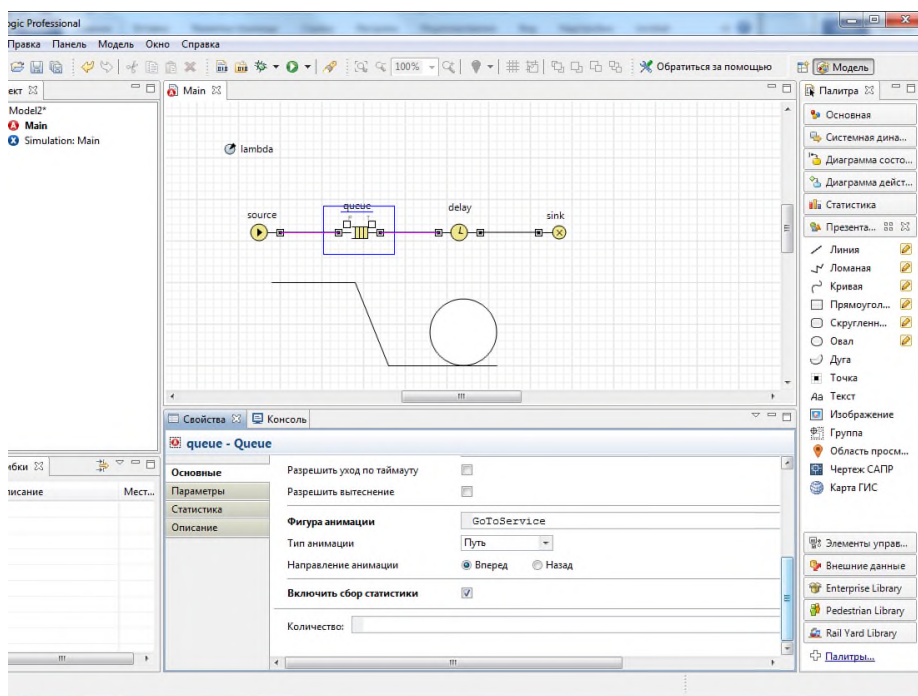 ogic Professional
Правка Панель Модель Окно Справка
100%
Обратиться за помощью
Модель
ект
Model2*
Main
Simulation: Main
Main
lambda
source
queue
delay
sink
Палитра
Основная
Системная дина...
Диаграмма состо...
Диаграмма дейст...
Статистика
Презента...
Линия
Ломаная
Кривая
Прямоугол...
Скругленн...
Овал
Дуга
Точка
Aa Текст
Изображение
Группа
Область просм...
Чертеж САПР
Карта ГИС
Элементы управ...
Внешние данные
Enterprise Library
Pedestrian Library
Rail Yard Library
Палитры...
Свойства Консоль
queue - Queue
Основные
Параметры
Статистика
Описание
Разрешить уход по таймауту
Разрешить вытеснение
Фигура анимации GoToService
Тип анимации Путь
Направление анимации Вперед Назад
Включить сбор статистики
Количество:
ибки
писание Мест...